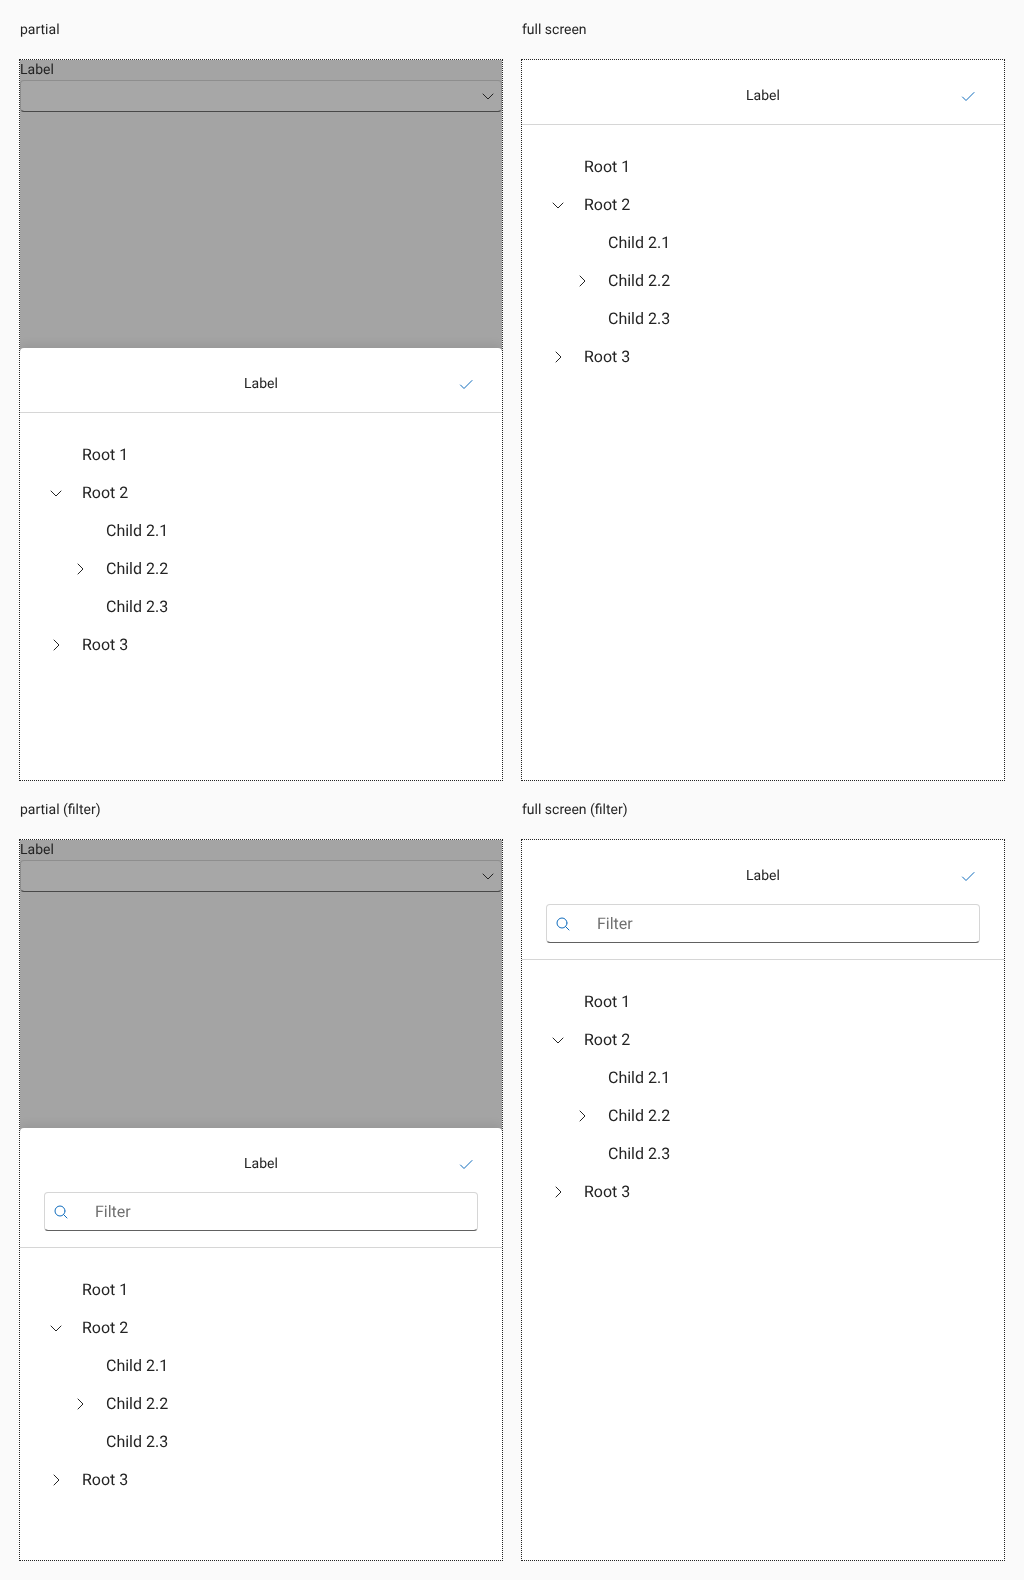 partial
Label
Label
Root 1
Root 2
Child 2.1
Child 2.2
Child 2.3
Root 3
full screen
Label
Root 1
Root 2
Child 2.1
Child 2.2
Child 2.3
Root 3
partial (filter)
Label
Label
Filter
Root 1
Root 2
Child 2.1
Child 2.2
Child 2.3
Root 3
full screen (filter)
Label
Filter
Root 1
Root 2
Child 2.1
Child 2.2
Child 2.3
Root 3